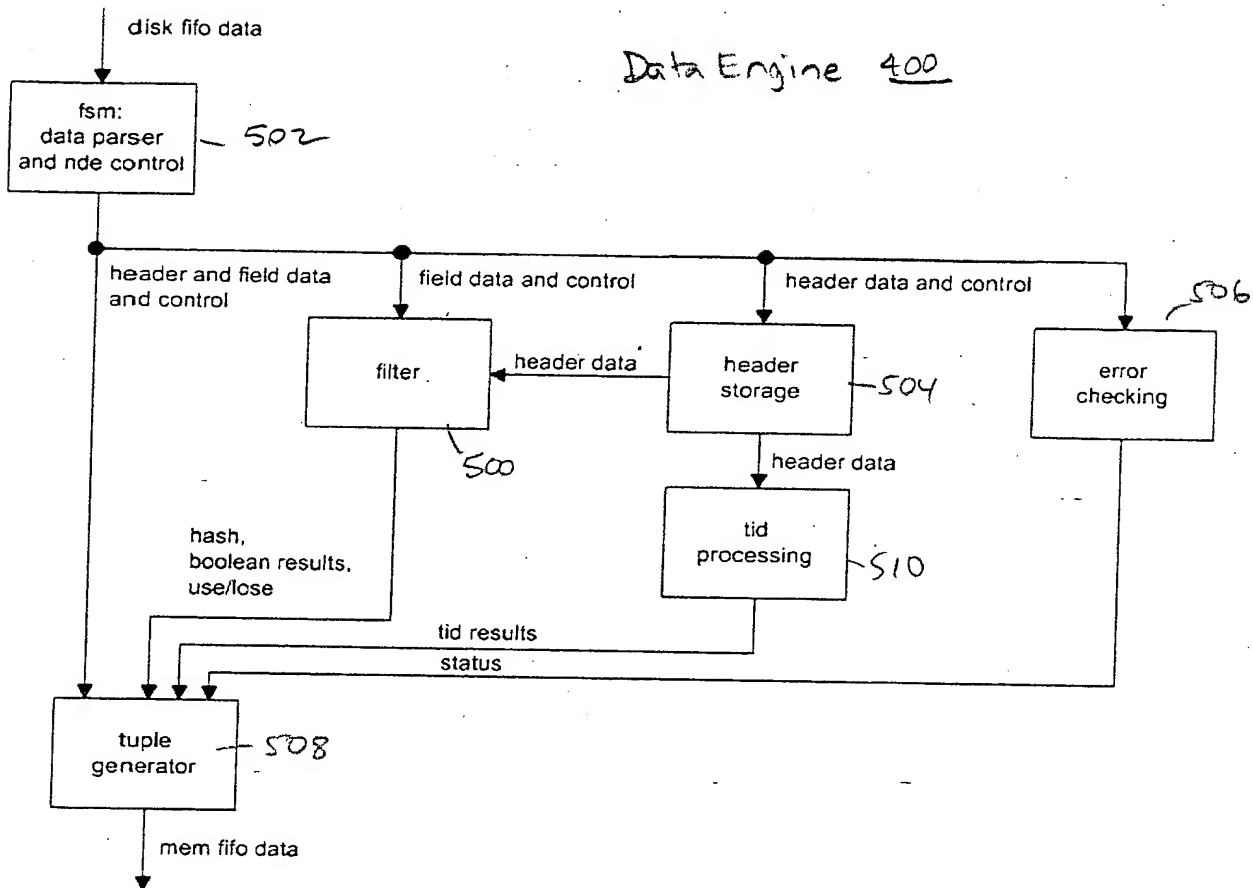 disk fifo data
Data Engine 400
fsm:
data parser
and nde control
502
header and field data
and control
field data and control
header data and control
506
filter
header data
header
storage
504
error
checking
500
header data
hash,
boolean results,
use/lose
tid
processing
510
tid results
status
tuple
generator
508
mem fifo data